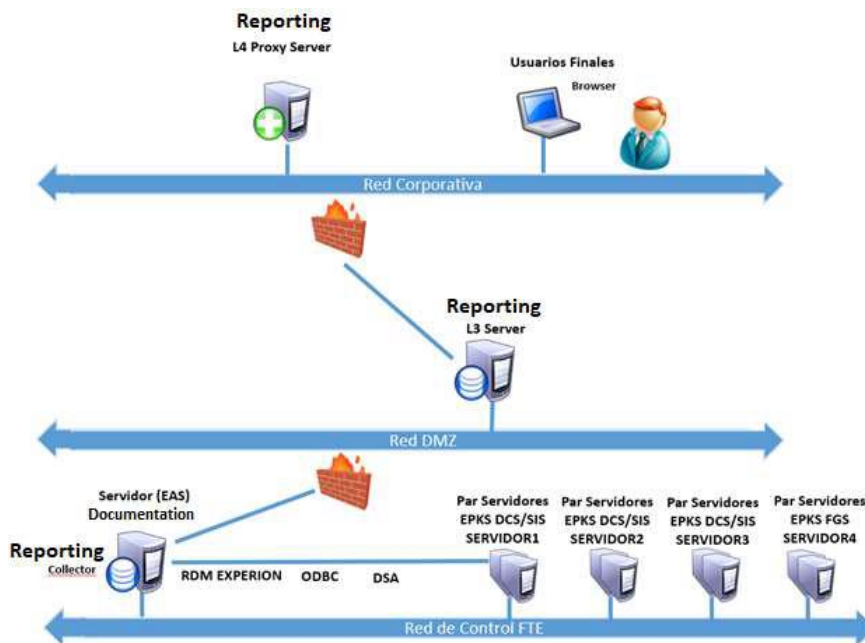 Reporting
L4 Proxy Server
Usuarios Finales
Browser
Red Corporativa
Reporting
L3 Server
Red DMZ
Servidor (EAS)
Documentation
Reporting
Collector
RDM EXPERION
ODBC
DSA
Par Servidores
EPKS DCS/SIS
SERVIDOR1
Par Servidores
EPKS DCS/SIS
SERVIDOR2
Par Servidores
EPKS DCS/SIS
SERVIDOR3
Par Servidores
EPKS FGS
SERVIDOR4
Red de Control FTE